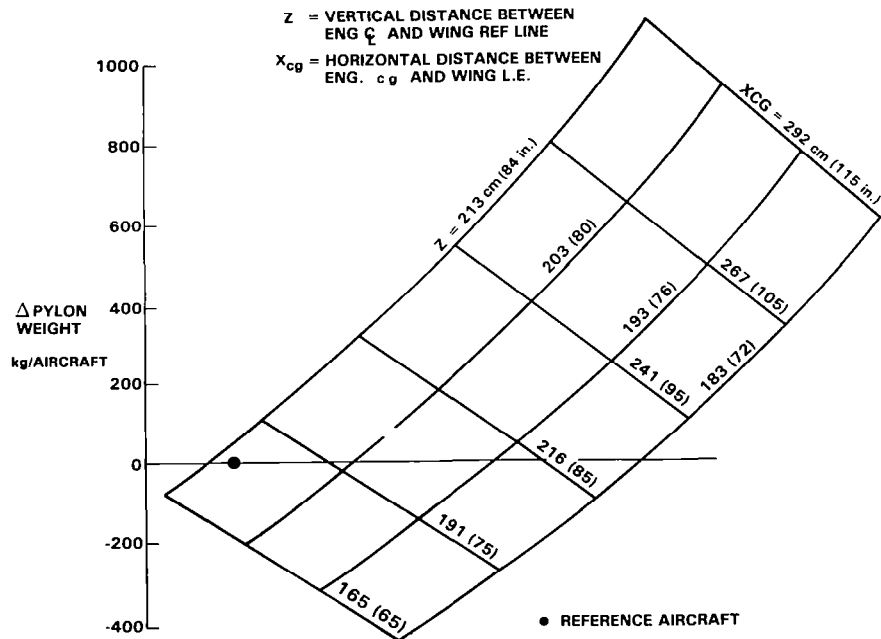 Z = VERTICAL DISTANCE BETWEEN
ENG ℄ AND WING REF LINE
Xcg = HORIZONTAL DISTANCE BETWEEN
ENG. cg AND WING L.E.
1000
800
600
400
200
0
-200
-400
Δ PYLON
WEIGHT
kg/AIRCRAFT
Z = 213 cm (84 in.)
203 (80)
193 (76)
183 (72)
XCG = 292 cm (115 in.)
267 (105)
241 (95)
216 (85)
191 (75)
165 (65)
● REFERENCE AIRCRAFT